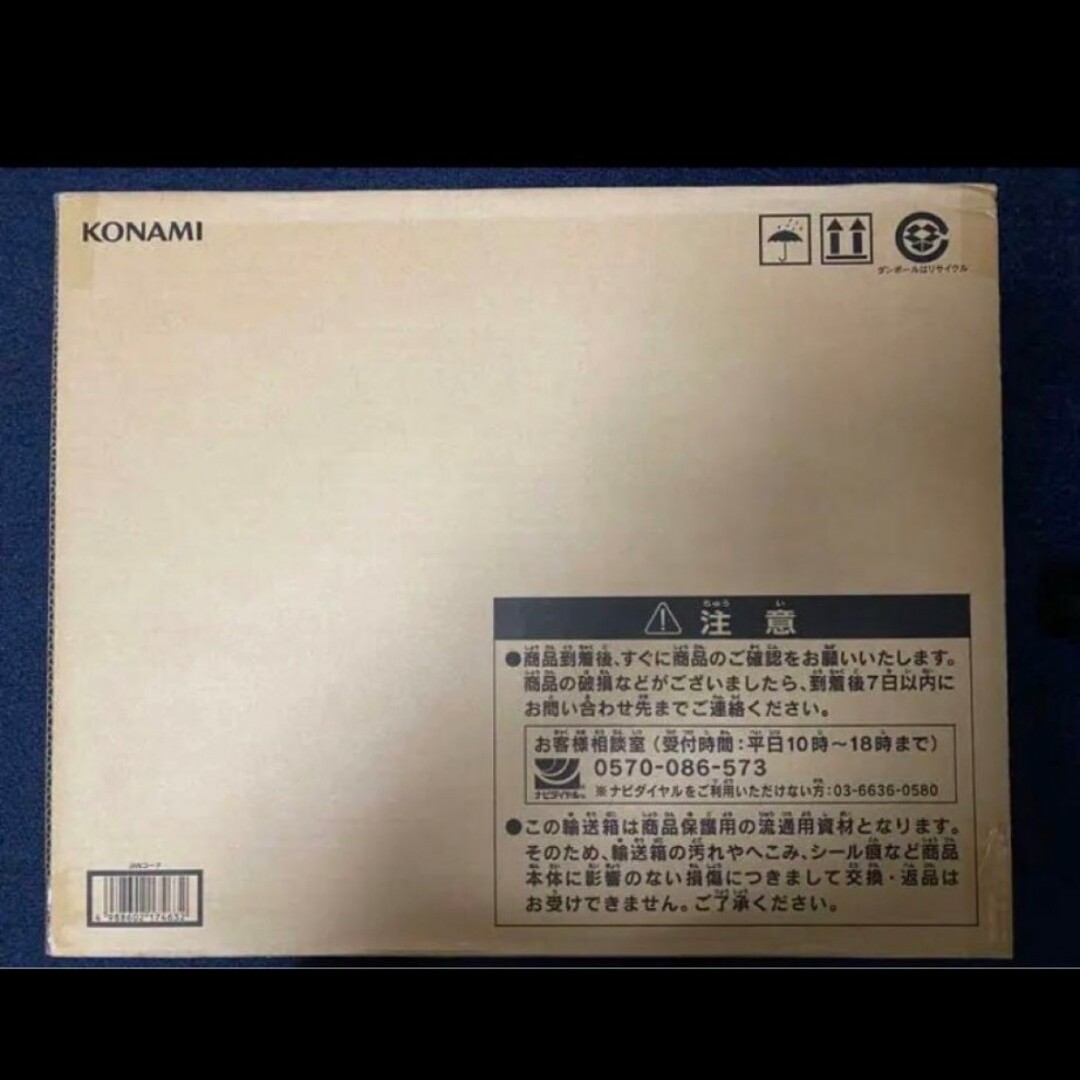 KONAMI
ダンボールはリサイクル
注意
●商品到着後、すぐに商品のご確認をお願いいたします。
商品の破損などがございましたら、到着後7日以内に
お問い合わせ先までご連絡ください。
お客様相談室（受付時間：平日10時〜18時まで）
0570-086-573
ナビダイヤル
※ナビダイヤルをご利用いただけない方：03-6636-0580
●この輸送箱は商品保護用の流通用資材となります。
そのため、輸送箱の汚れやへこみ、シール痕など商品
本体に影響のない損傷につきまして交換・返品は
お受けできません。ご了承ください。
4 988602 174632